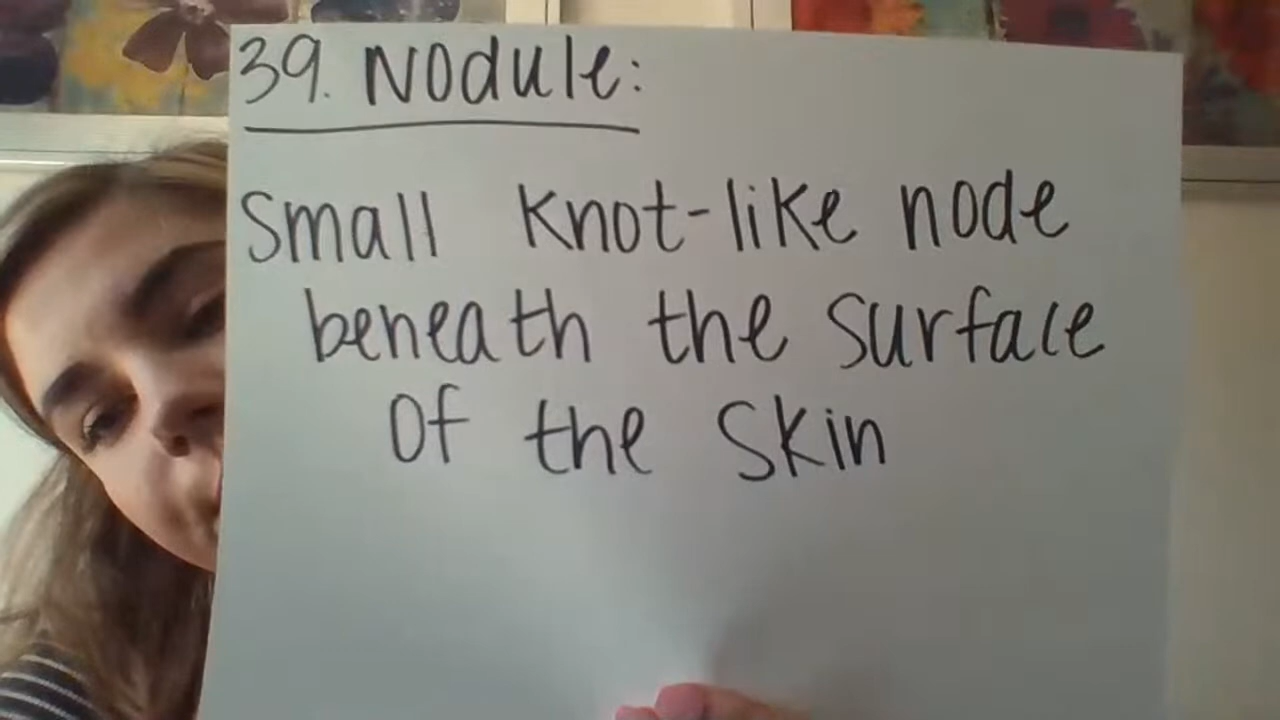 39. Nodule:
Small knot-like node
beneath the surface
of the skin